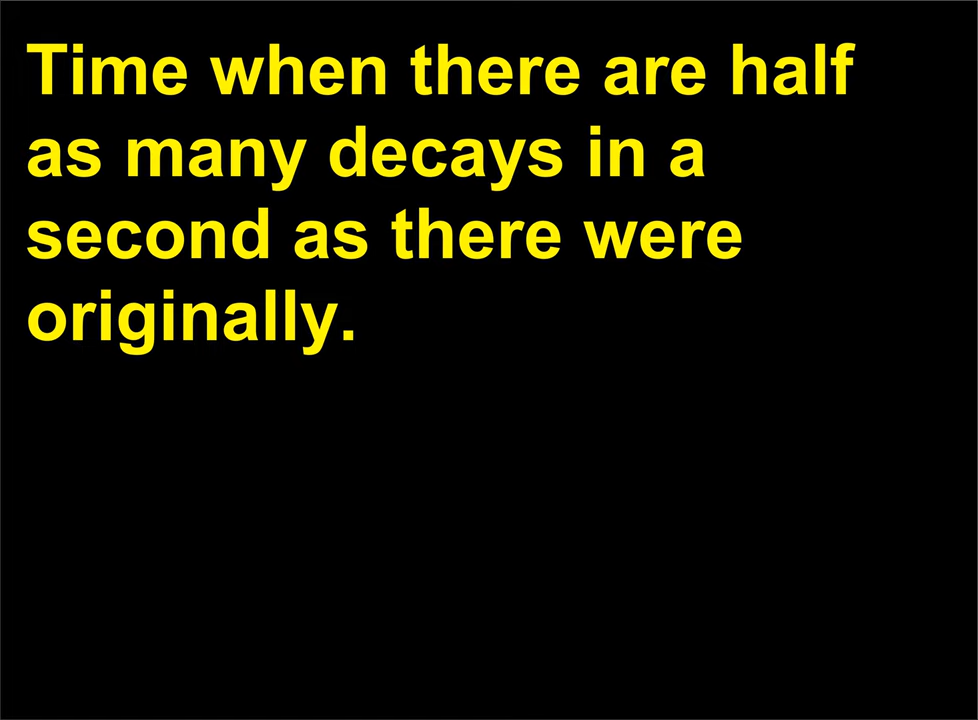 Time when there are half
as many decays in a
second as there were
originally.